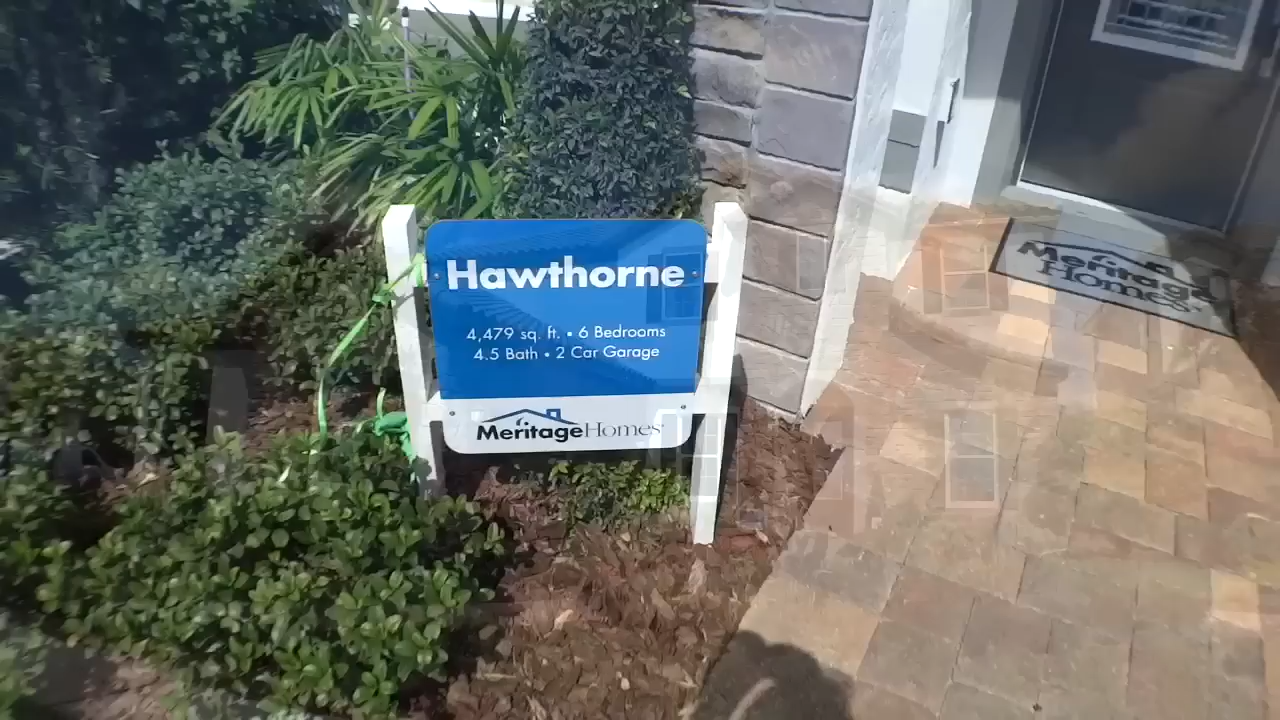 Hawthorne
4,479 sq. ft. • 6 Bedrooms
4.5 Bath • 2 Car Garage
MeritageHomes
Meritage
Homes